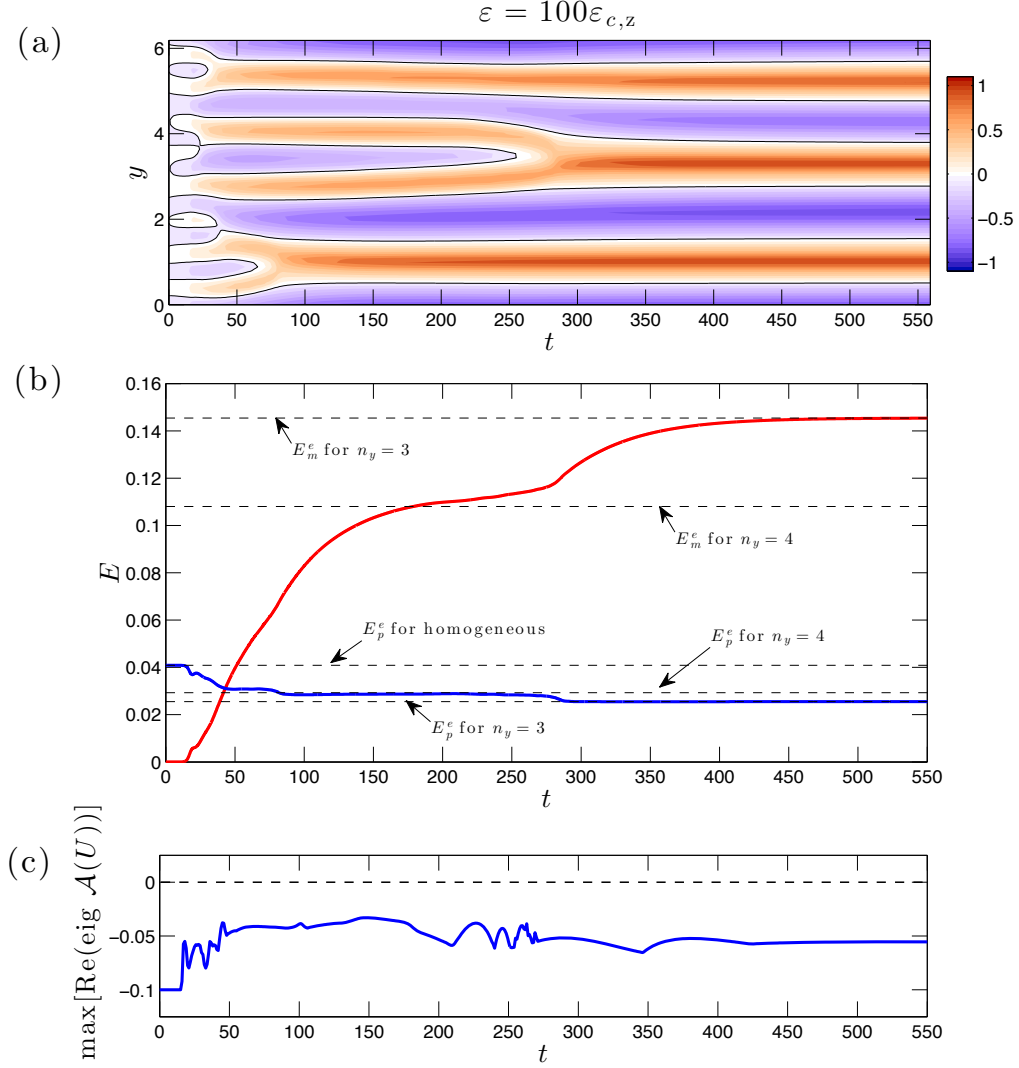 ε = 100ε_{c,z}
(a)
6
4
2
0
y
0 50 100 150 200 250 300 350 400 450 500 550
t
1
0.5
0
−0.5
−1
(b)
0.16
0.14
0.12
0.1
0.08
0.06
0.04
0.02
0
E
E_m^e for n_y = 3
E_m^e for n_y = 4
E_p^e for homogeneous
E_p^e for n_y = 4
E_p^e for n_y = 3
0 50 100 150 200 250 300 350 400 450 500 550
t
(c)
max[Re(eig 𝒜(U))]
0
−0.05
−0.1
0 50 100 150 200 250 300 350 400 450 500 550
t